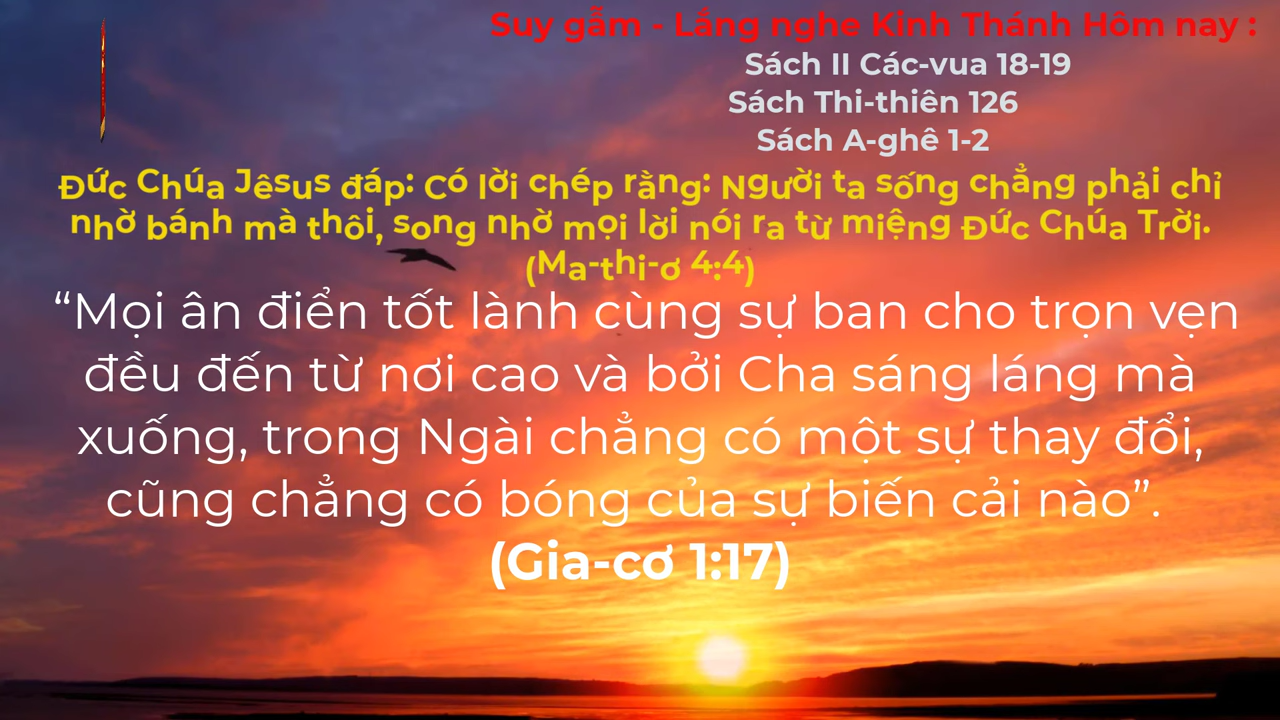 Suy gẫm - Lắng nghe Kinh Thánh Hôm nay :
Sách II Các-vua 18-19
Sách Thi-thiên 126
Sách A-ghê 1-2
Đức Chúa Jêsus đáp: Có lời chép rằng: Người ta sống chẳng phải chỉ
nhờ bánh mà thôi, song nhờ mọi lời nói ra từ miệng Đức Chúa Trời.
(Ma-thi-ơ 4:4)
“Mọi ân điển tốt lành cùng sự ban cho trọn vẹn
đều đến từ nơi cao và bởi Cha sáng láng mà
xuống, trong Ngài chẳng có một sự thay đổi,
cũng chẳng có bóng của sự biến cải nào”.
(Gia-cơ 1:17)